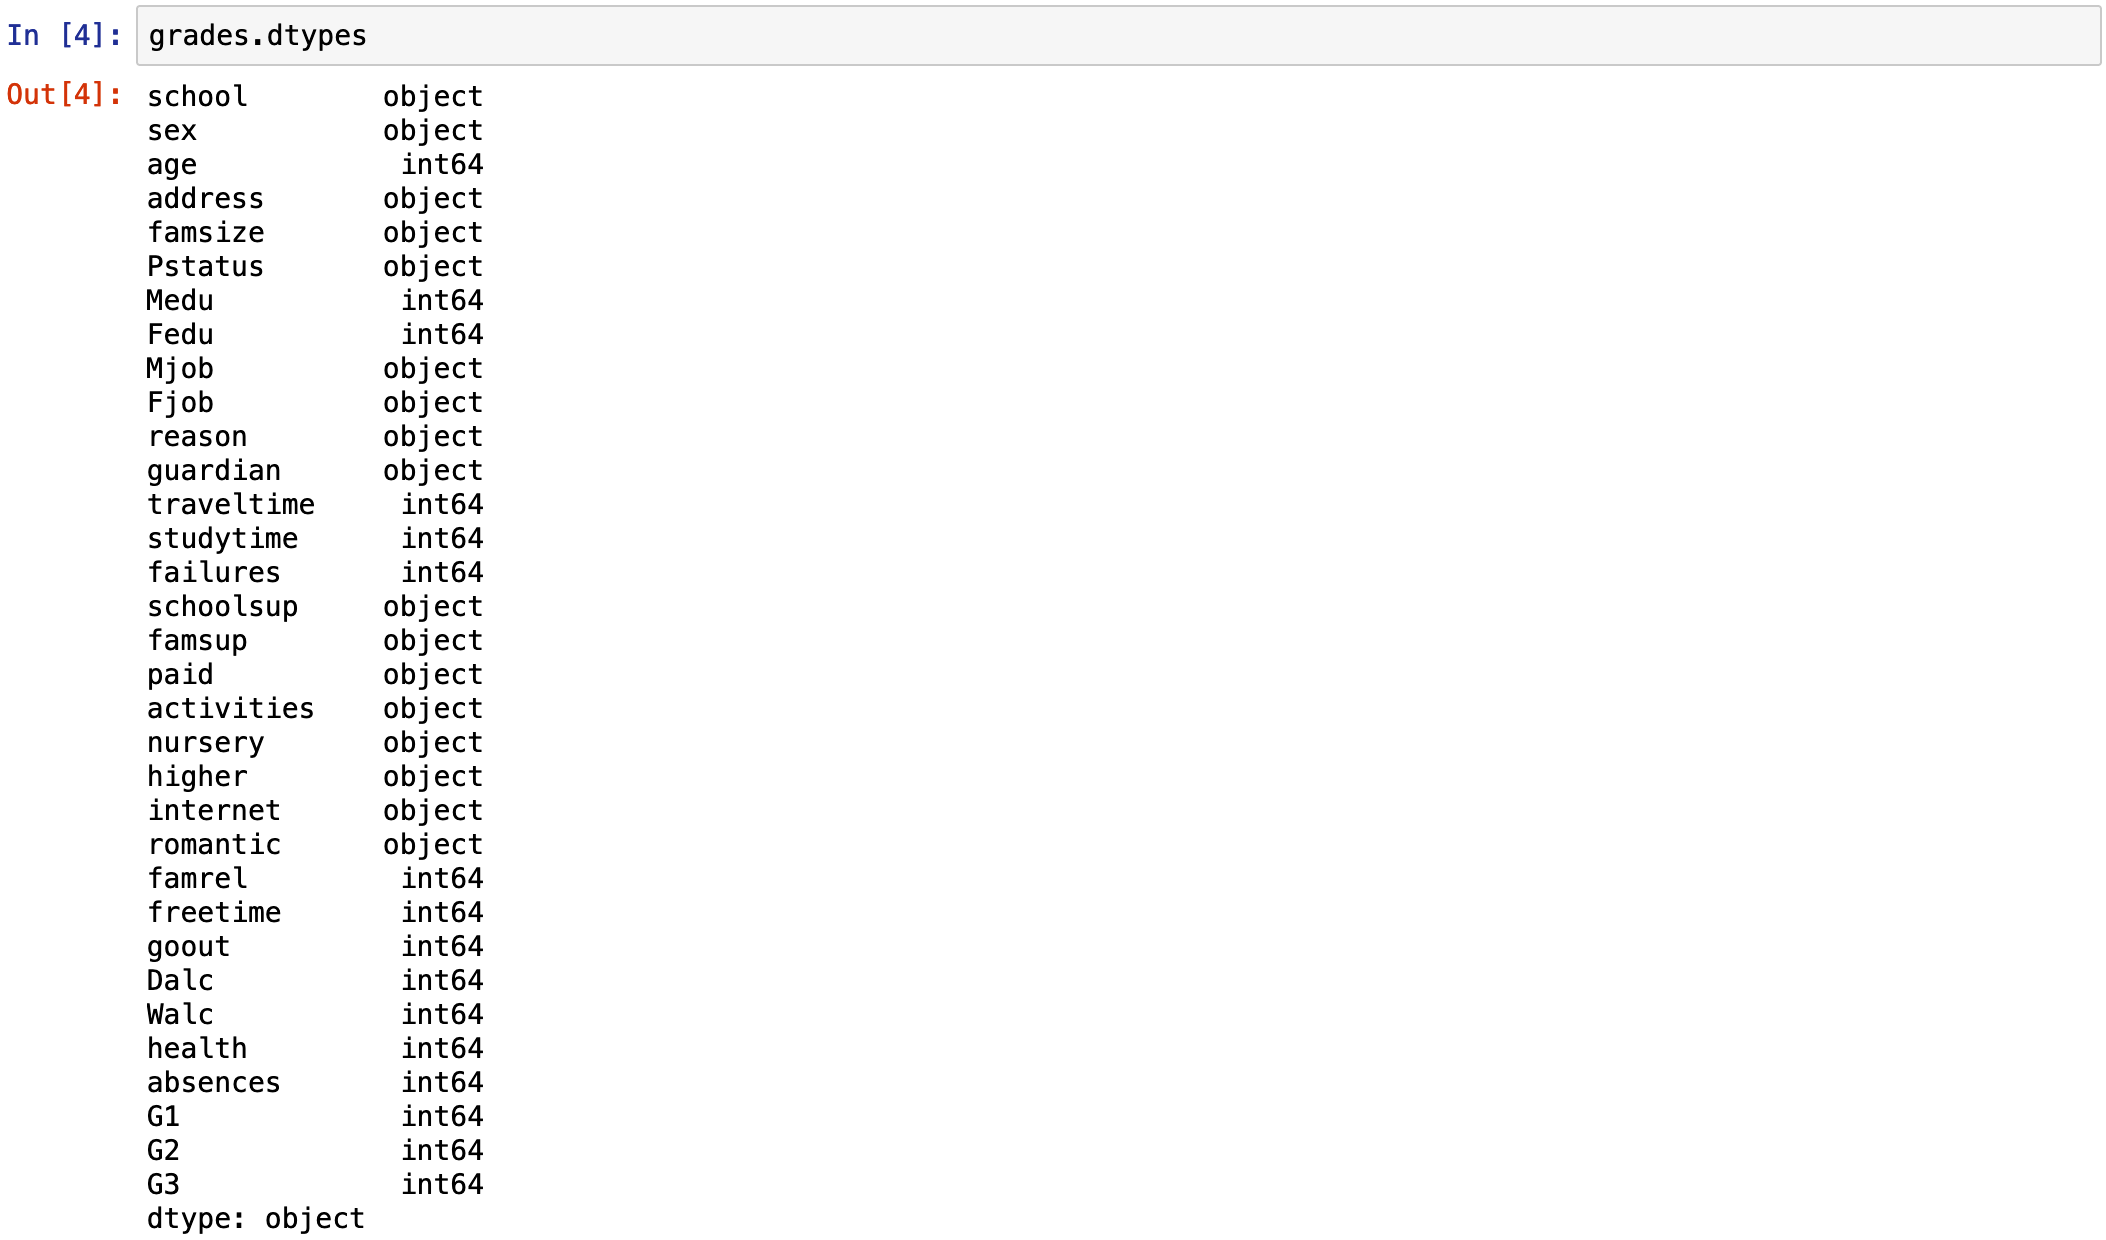 In [4]: grades.dtypes
Out[4]: school        object
sex           object
age            int64
address       object
famsize       object
Pstatus       object
Medu           int64
Fedu           int64
Mjob          object
Fjob          object
reason        object
guardian      object
traveltime     int64
studytime      int64
failures       int64
schoolsup     object
famsup        object
paid          object
activities    object
nursery       object
higher        object
internet      object
romantic      object
famrel         int64
freetime       int64
goout          int64
Dalc           int64
Walc           int64
health         int64
absences       int64
G1             int64
G2             int64
G3             int64
dtype: object